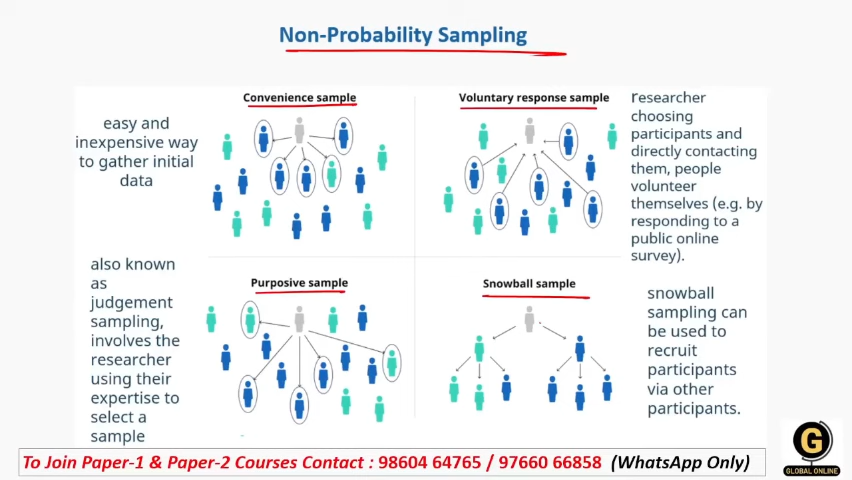 Non-Probability Sampling
Convenience sample
easy and
inexpensive way
to gather initial
data
Voluntary response sample
researcher
choosing
participants and
directly contacting
them, people
volunteer
themselves (e.g. by
responding to a
public online
survey).
also known
as
judgement
sampling,
involves the
researcher
using their
expertise to
select a
sample
Purposive sample
Snowball sample
snowball
sampling can
be used to
recruit
participants
via other
participants.
To Join Paper-1 & Paper-2 Courses Contact : 98604 64765 / 97660 66858 (WhatsApp Only)
G
GLOBAL ONLINE